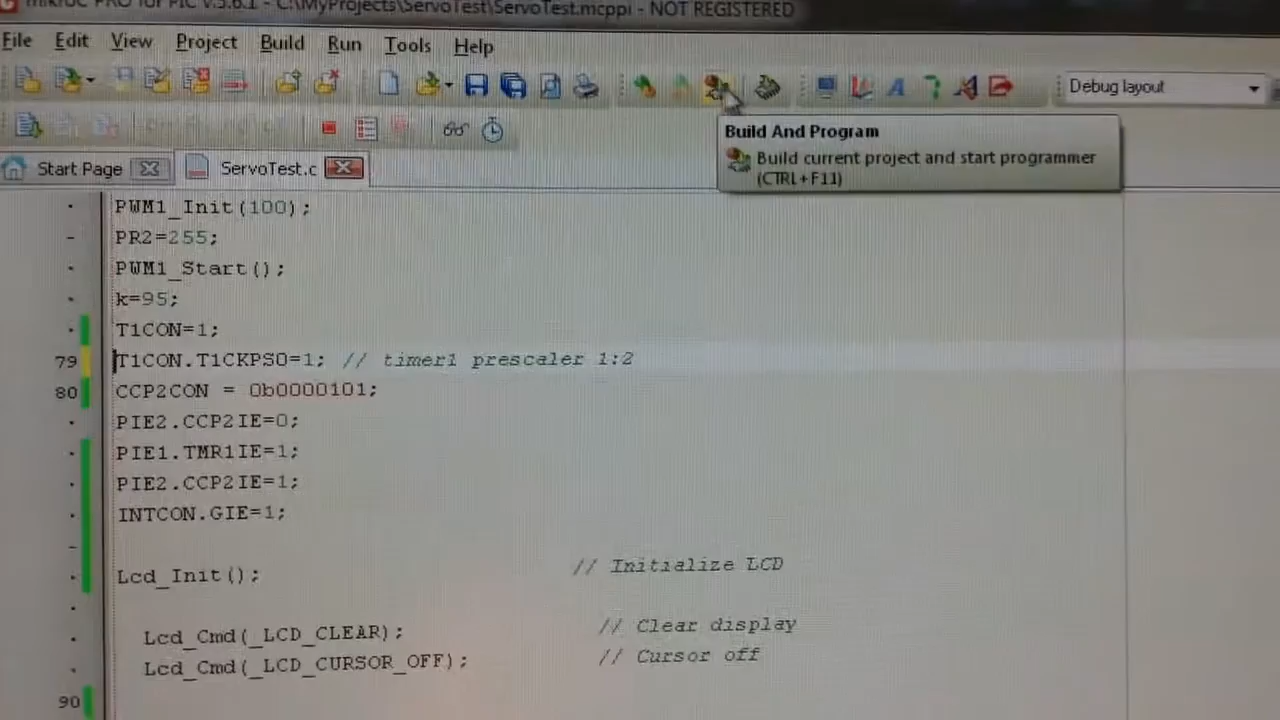 mikroC PRO for PIC v.5.6.1 - C:\MyProjects\ServoTest\ServoTest.mcppi - NOT REGISTERED
File Edit View Project Build Run Tools Help
Debug layout
Build And Program
Build current project and start programmer
(CTRL+F11)
Start Page
ServoTest.c
PWM1_Init(100);
PR2=255;
PWM1_Start();
k=95;
T1CON=1;
79 T1CON.T1CKPS0=1; // timer1 prescaler 1:2
80 CCP2CON = 0b0000101;
PIE2.CCP2IE=0;
PIE1.TMR1IE=1;
PIE2.CCP2IE=1;
INTCON.GIE=1;
Lcd_Init(); // Initialize LCD
Lcd_Cmd(_LCD_CLEAR); // Clear display
Lcd_Cmd(_LCD_CURSOR_OFF); // Cursor off
90